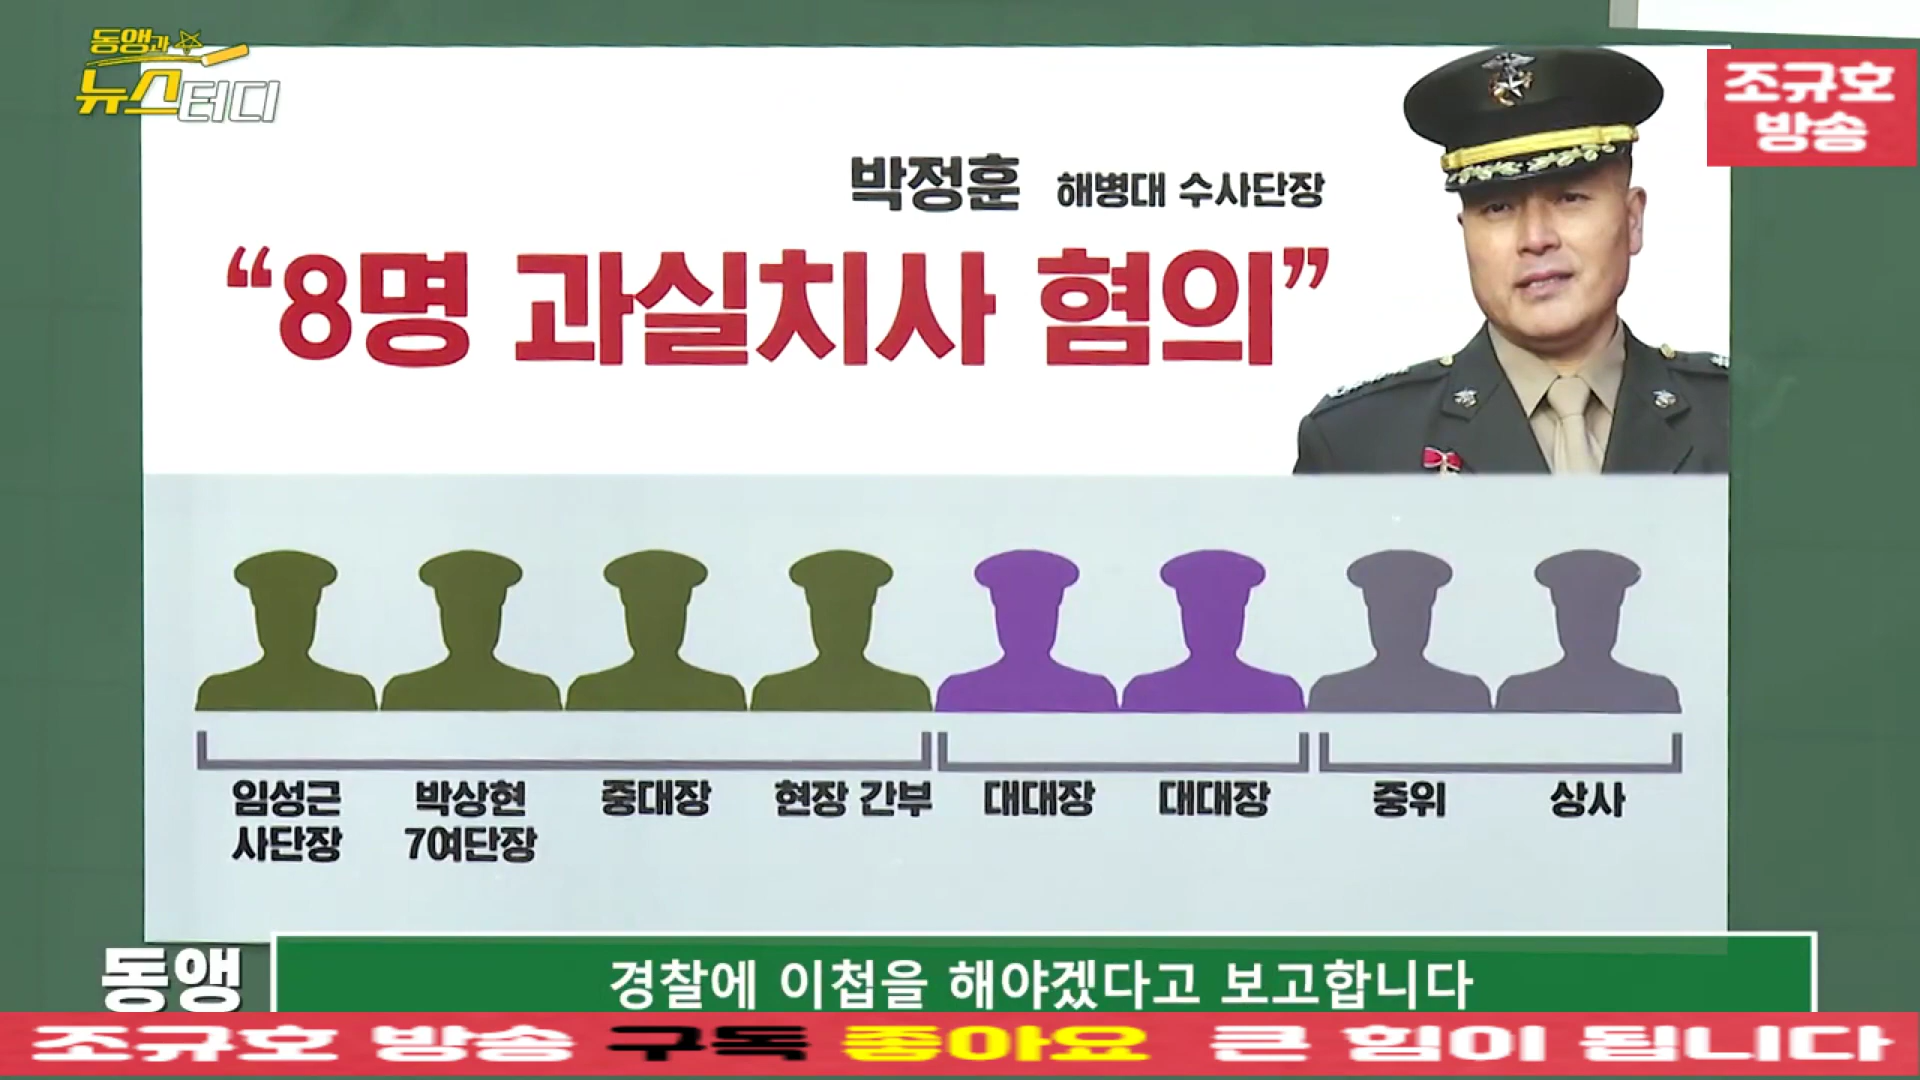 동앵과
뉴스터디
조규호
방송
박정훈 해병대 수사단장
“8명 과실치사 혐의”
임성근
사단장
박상현
7여단장
중대장
현장 간부
대대장
대대장
중위
상사
동앵
경찰에 이첩을 해야겠다고 보고합니다
조규호 방송 구독 좋아요 큰 힘이 됩니다